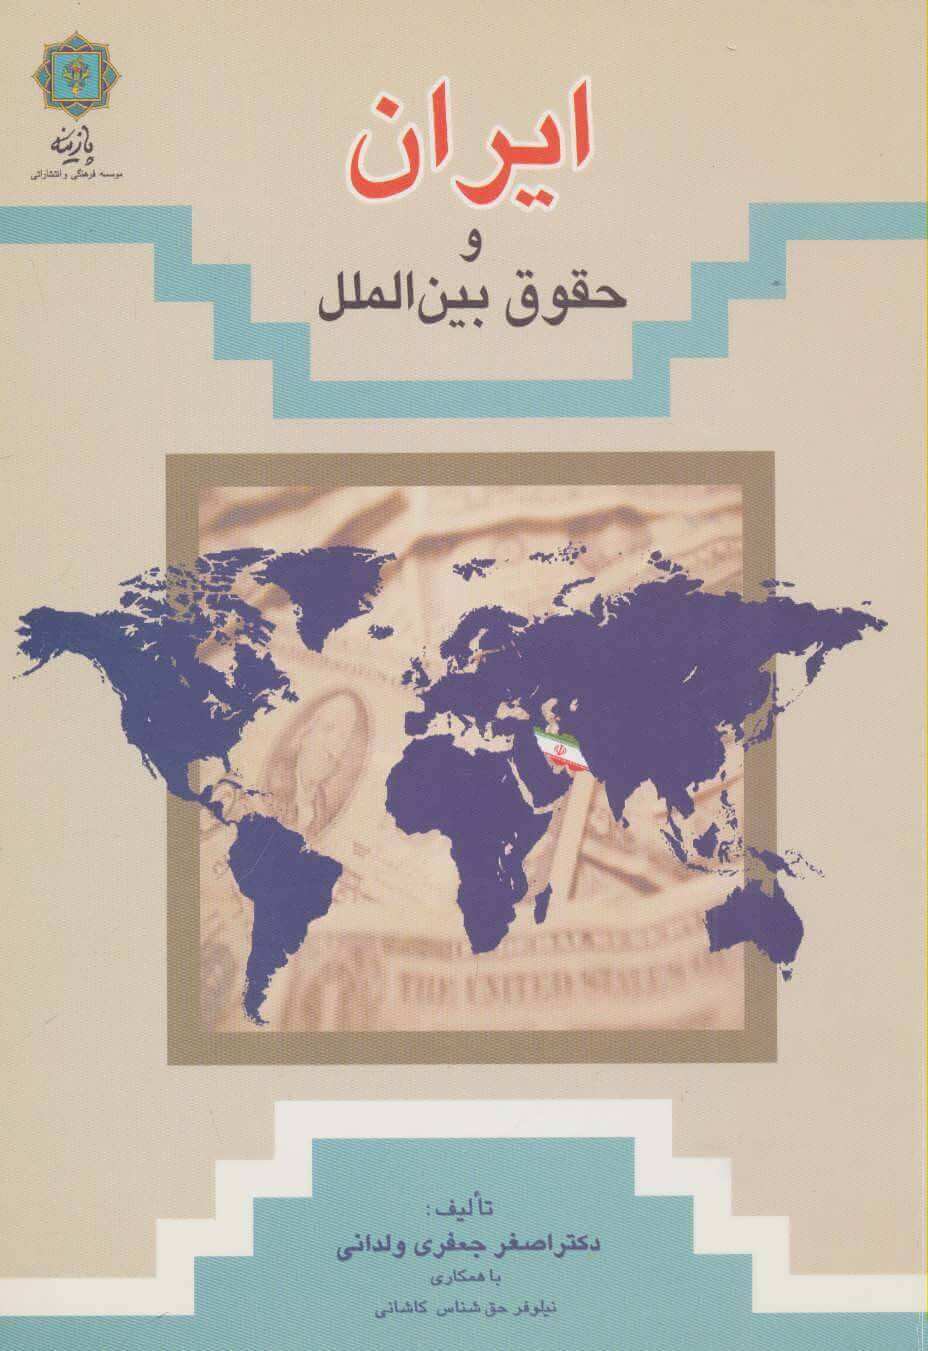 پازینه
موسسه فرهنگی و انتشاراتی
ایران
و
حقوق بین‌الملل
THE UNITED STATES
تألیف:
دکتر اصغر جعفری ولدانی
با همکاری
نیلوفر حق شناس کاشانی